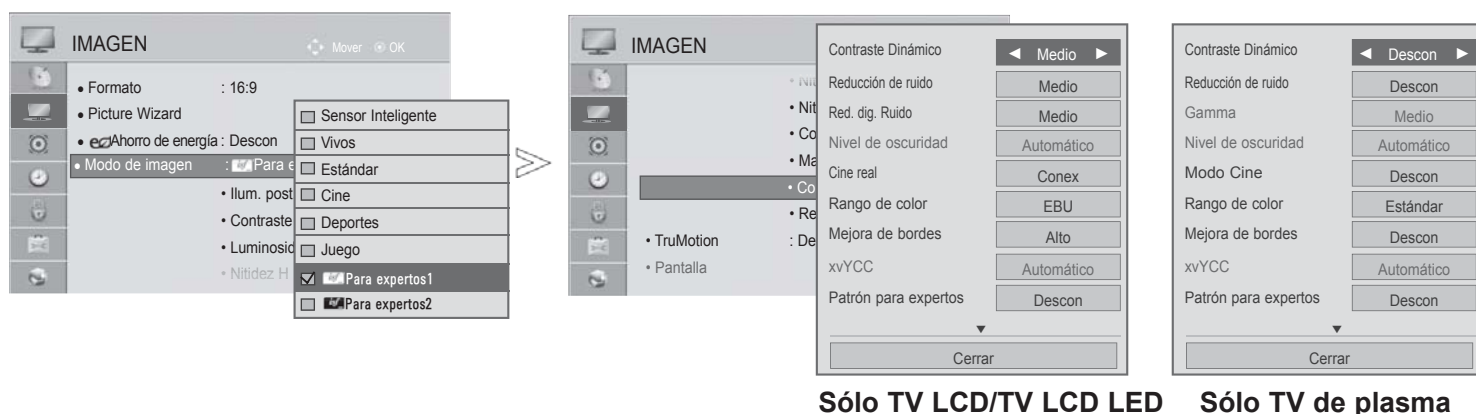 IMAGEN
Mover OK
• Formato : 16:9
• Picture Wizard
• Ahorro de energía : Descon
• Modo de imagen : Para e
• Ilum. post
• Contraste
• Luminosid
• Nitidez H
Sensor Inteligente
Vivos
Estándar
Cine
Deportes
Juego
Para expertos1
Para expertos2
IMAGEN
• Nit
• Co
• Ma
• Co
• Re
• TruMotion : De
• Pantalla
Contraste Dinámico ◄ Medio ►
Reducción de ruido Medio
Red. dig. Ruido Medio
Nivel de oscuridad Automático
Cine real Conex
Rango de color EBU
Mejora de bordes Alto
xvYCC Automático
Patrón para expertos Descon
▼
Cerrar
Sólo TV LCD/TV LCD LED
Contraste Dinámico ◄ Descon ►
Reducción de ruido Descon
Gamma Medio
Nivel de oscuridad Automático
Modo Cine Descon
Rango de color Estándar
Mejora de bordes Descon
xvYCC Automático
Patrón para expertos Descon
▼
Cerrar
Sólo TV de plasma